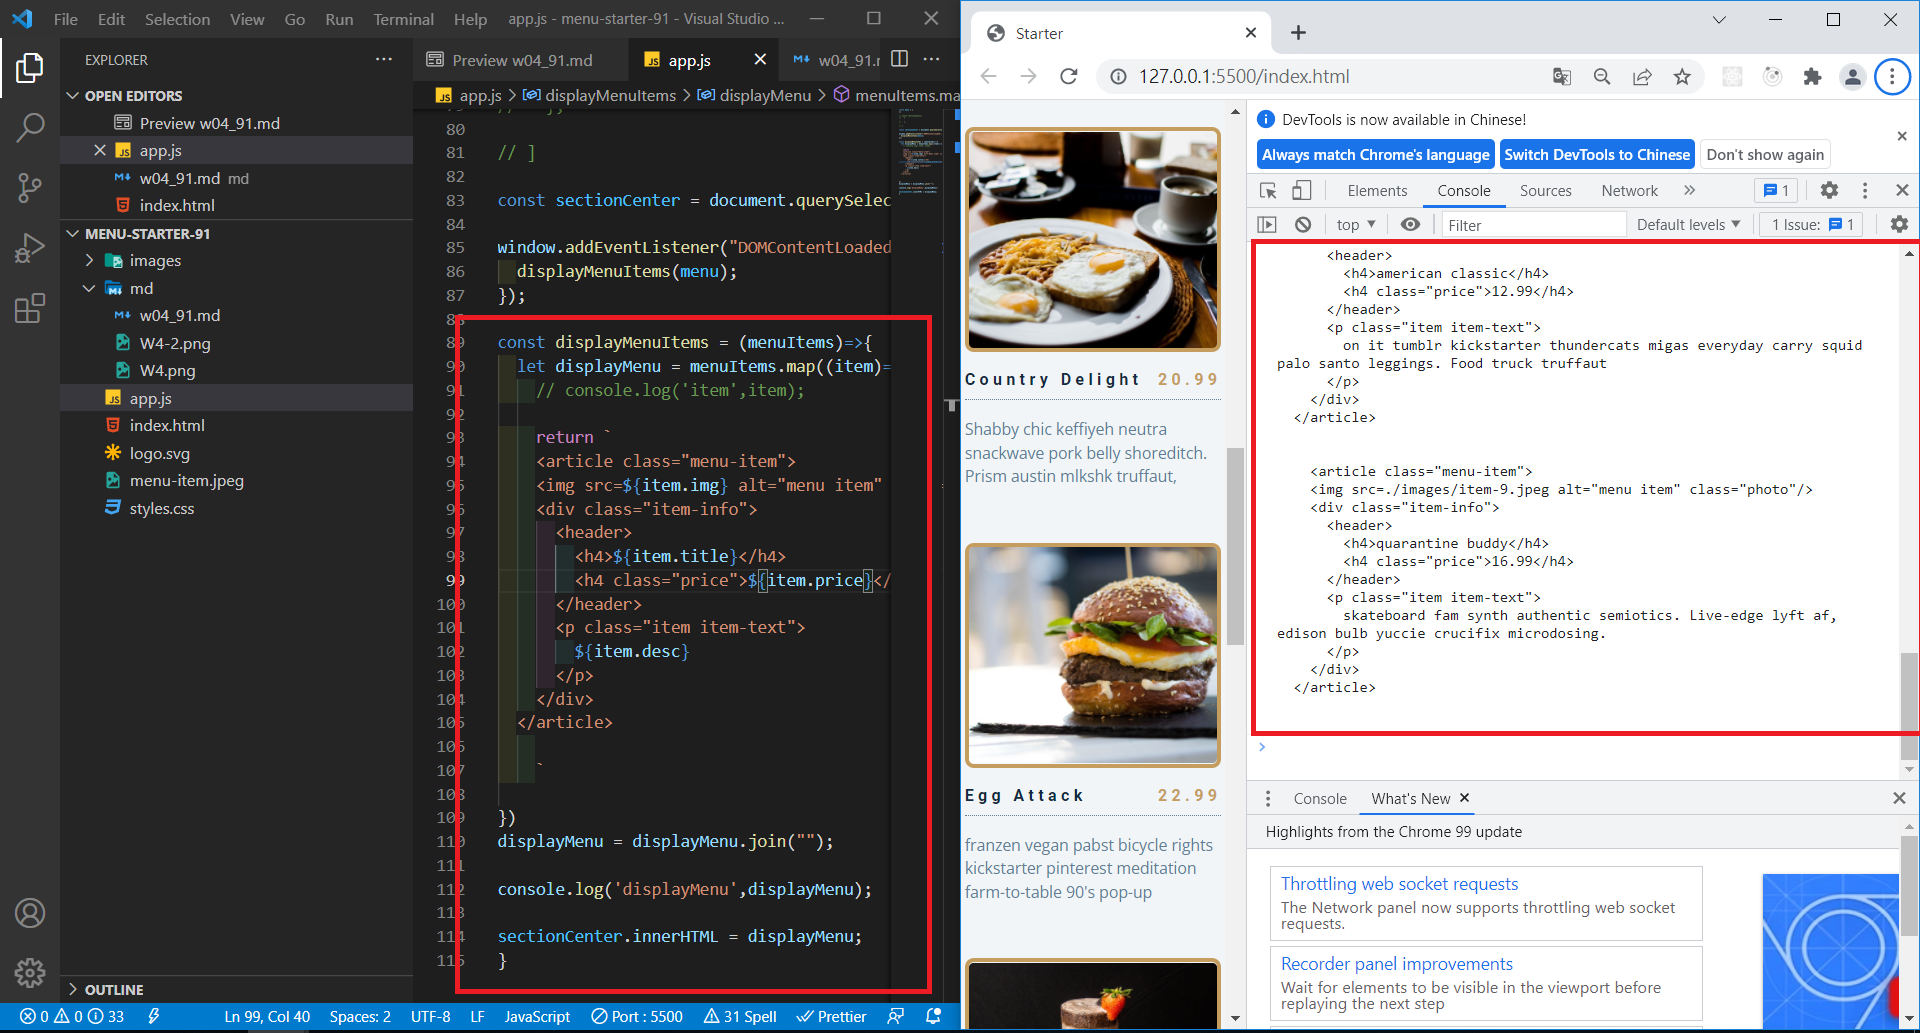 File Edit Selection View Go Run Terminal Help app.js - menu-starter-91 - Visual Studio ...
EXPLORER ...
OPEN EDITORS
Preview w04_91.md
app.js
w04_91.md md
index.html
MENU-STARTER-91
images
md
w04_91.md
W4-2.png
W4.png
app.js
index.html
logo.svg
menu-item.jpeg
styles.css
OUTLINE
Preview w04_91.md app.js w04_91.r
app.js > displayMenuItems > displayMenu > menuItems.ma
80
81 // ]
82
83 const sectionCenter = document.querySelec
84
85 window.addEventListener("DOMContentLoaded
86 displayMenuItems(menu);
87 });
88
89 const displayMenuItems = (menuItems)=>{
90 let displayMenu = menuItems.map((item)=
91 // console.log('item',item);
92
93 return `
94 <article class="menu-item">
95 <img src=${item.img} alt="menu item"
96 <div class="item-info">
97 <header>
98 <h4>${item.title}</h4>
99 <h4 class="price">${item.price}</
100 </header>
101 <p class="item item-text">
102 ${item.desc}
103 </p>
104 </div>
105 </article>
106
107 `
108
109 })
110 displayMenu = displayMenu.join("");
111
112 console.log('displayMenu',displayMenu);
113
114 sectionCenter.innerHTML = displayMenu;
115 }
0 0 33 Ln 99, Col 40 Spaces: 2 UTF-8 LF JavaScript Port : 5500 31 Spell Prettier
Starter
127.0.0.1:5500/index.html
Country Delight 20.99
Shabby chic keffiyeh neutra
snackwave pork belly shoreditch.
Prism austin mlkshk truffaut,
Egg Attack 22.99
franzen vegan pabst bicycle rights
kickstarter pinterest meditation
farm-to-table 90's pop-up
DevTools is now available in Chinese!
Always match Chrome's language Switch DevTools to Chinese Don't show again
Elements Console Sources Network 1
top Filter Default levels 1 Issue: 1
<header>
<h4>american classic</h4>
<h4 class="price">12.99</h4>
</header>
<p class="item item-text">
on it tumblr kickstarter thundercats migas everyday carry squid
palo santo leggings. Food truck truffaut
</p>
</div>
</article>
<article class="menu-item">
<img src=./images/item-9.jpeg alt="menu item" class="photo"/>
<div class="item-info">
<header>
<h4>quarantine buddy</h4>
<h4 class="price">16.99</h4>
</header>
<p class="item item-text">
skateboard fam synth authentic semiotics. Live-edge lyft af,
edison bulb yuccie crucifix microdosing.
</p>
</div>
</article>
Console What's New
Highlights from the Chrome 99 update
Throttling web socket requests
The Network panel now supports throttling web socket
requests.
Recorder panel improvements
Wait for elements to be visible in the viewport before
replaying the next step